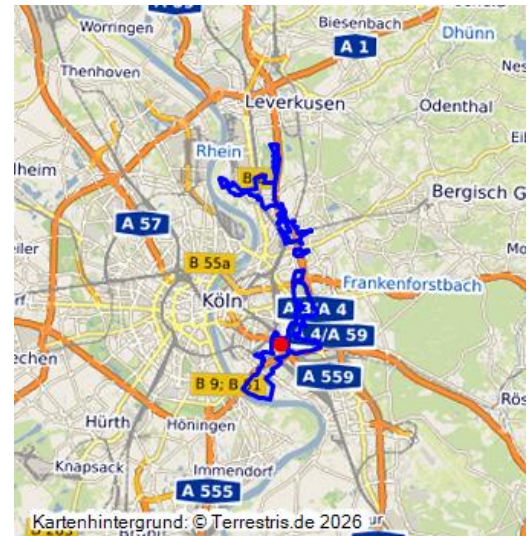 Worringen
Biesenbach
Dhünn
A 1
Thenhoven
Leverkusen
Odenthal
Rhein
Bergisch G
A 57
B 55a
Frankenforstbach
Köln
A 3/A 4
4/A 59
A 559
B 9; B
Hürth
Höningen
Knapsack
Immendorf
A 555
Kartenhintergrund: © Terrestris.de 2026